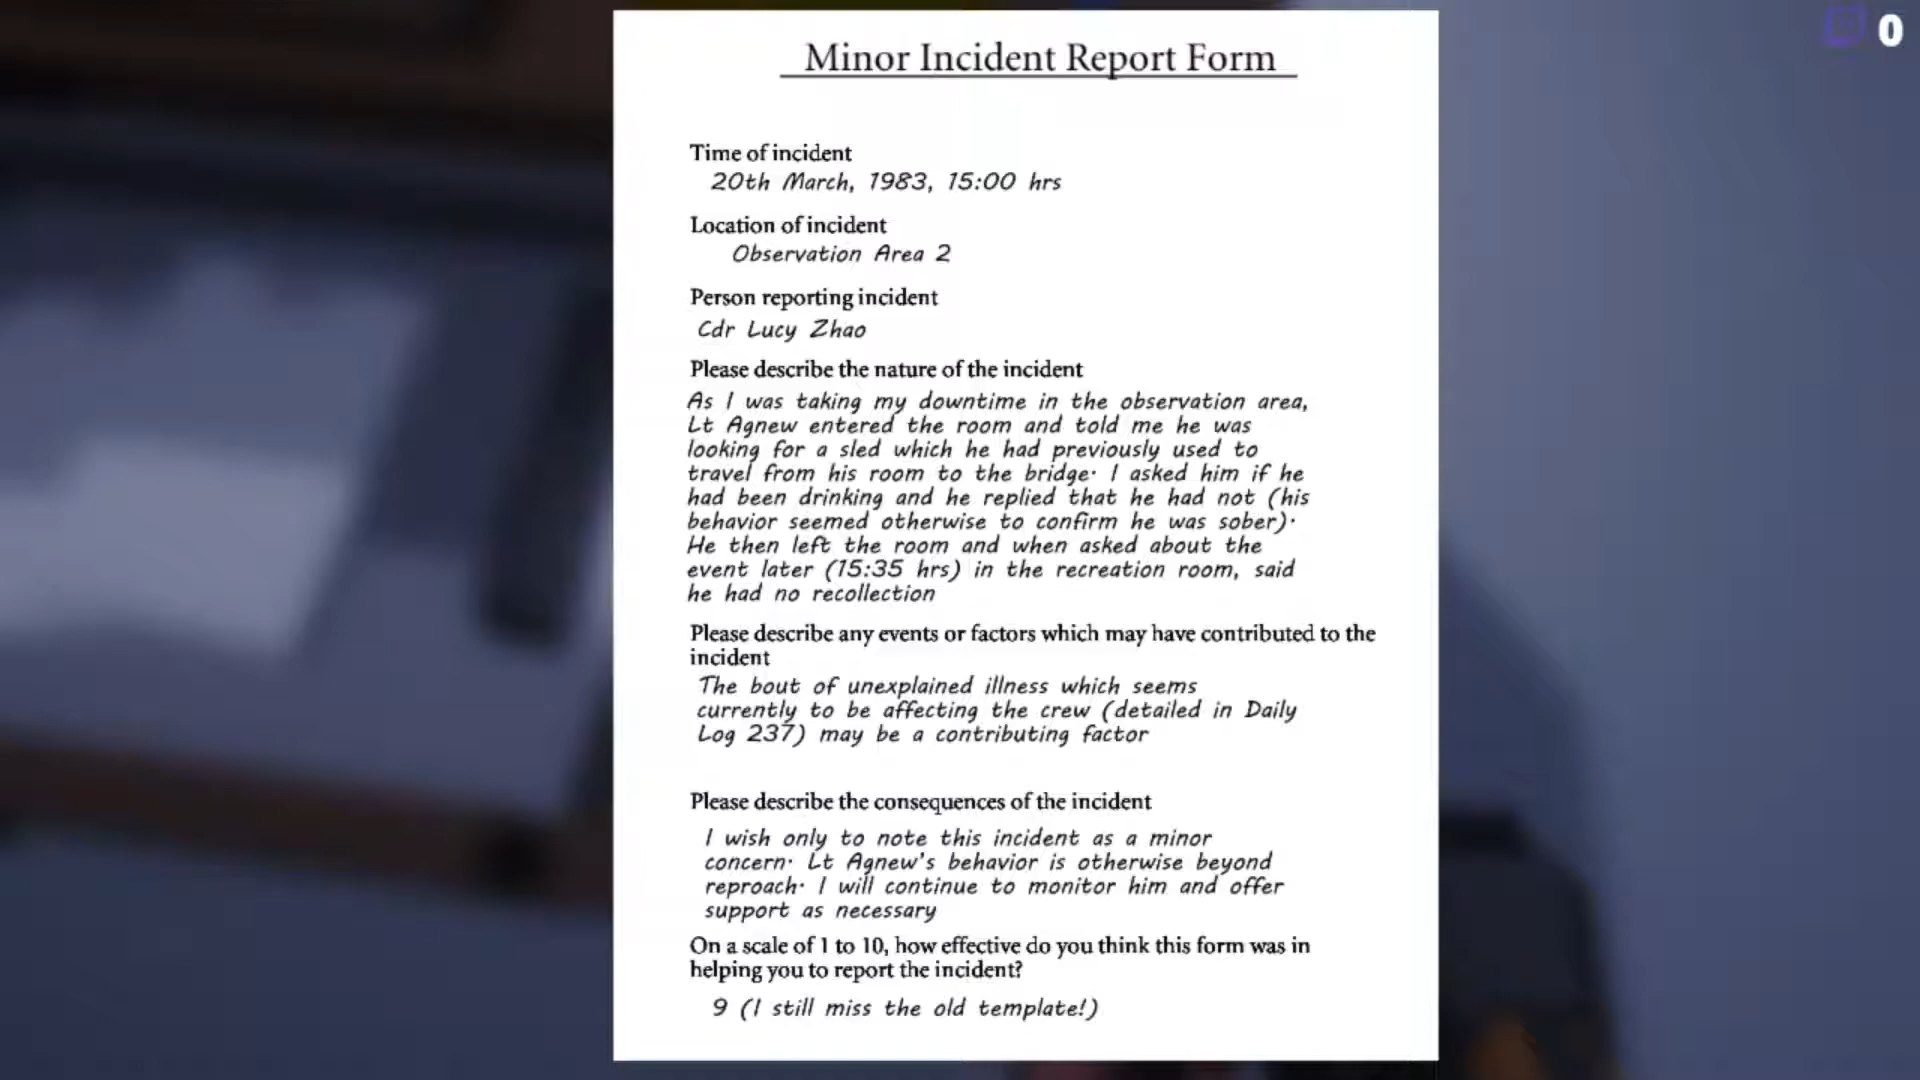 0
Minor Incident Report Form
Time of incident
20th March, 1983, 15:00 hrs
Location of incident
Observation Area 2
Person reporting incident
Cdr Lucy Zhao
Please describe the nature of the incident
As I was taking my downtime in the observation area,
Lt Agnew entered the room and told me he was
looking for a sled which he had previously used to
travel from his room to the bridge. I asked him if he
had been drinking and he replied that he had not (his
behavior seemed otherwise to confirm he was sober).
He then left the room and when asked about the
event later (15:35 hrs) in the recreation room, said
he had no recollection
Please describe any events or factors which may have contributed to the
incident
The bout of unexplained illness which seems
currently to be affecting the crew (detailed in Daily
Log 237) may be a contributing factor
Please describe the consequences of the incident
I wish only to note this incident as a minor
concern. Lt Agnew's behavior is otherwise beyond
reproach. I will continue to monitor him and offer
support as necessary
On a scale of 1 to 10, how effective do you think this form was in
helping you to report the incident?
9 (I still miss the old template!)